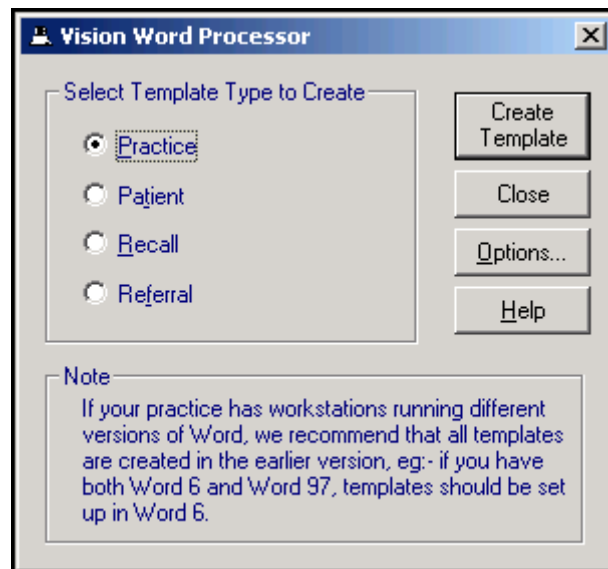 Vision Word Processor
Select Template Type to Create
Practice
Patient
Recall
Referral
Create
Template
Close
Options...
Help
Note
If your practice has workstations running different
versions of Word, we recommend that all templates
are created in the earlier version, eg:- if you have
both Word 6 and Word 97, templates should be set
up in Word 6.